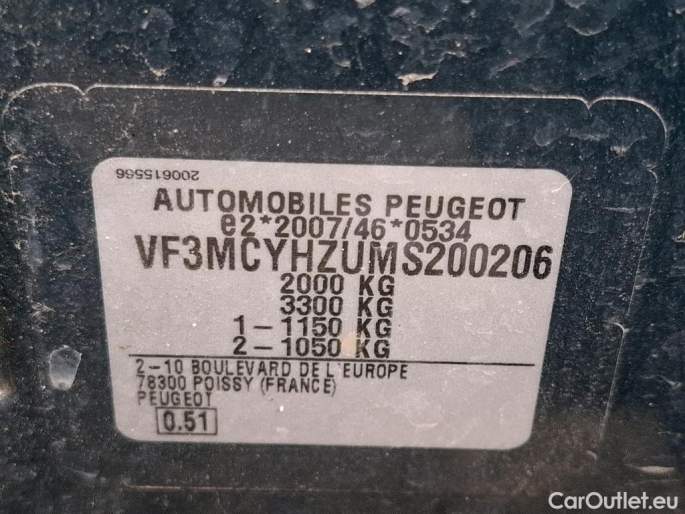 200615566
AUTOMOBILES PEUGEOT
e2*2007/46*0534
VF3MCYHZUMS200206
2000 KG
3300 KG
1-1150 KG
2-1050 KG
2-10 BOULEVARD DE L'EUROPE
78300 POISSY (FRANCE)
PEUGEOT
0.51
CarOutlet.eu